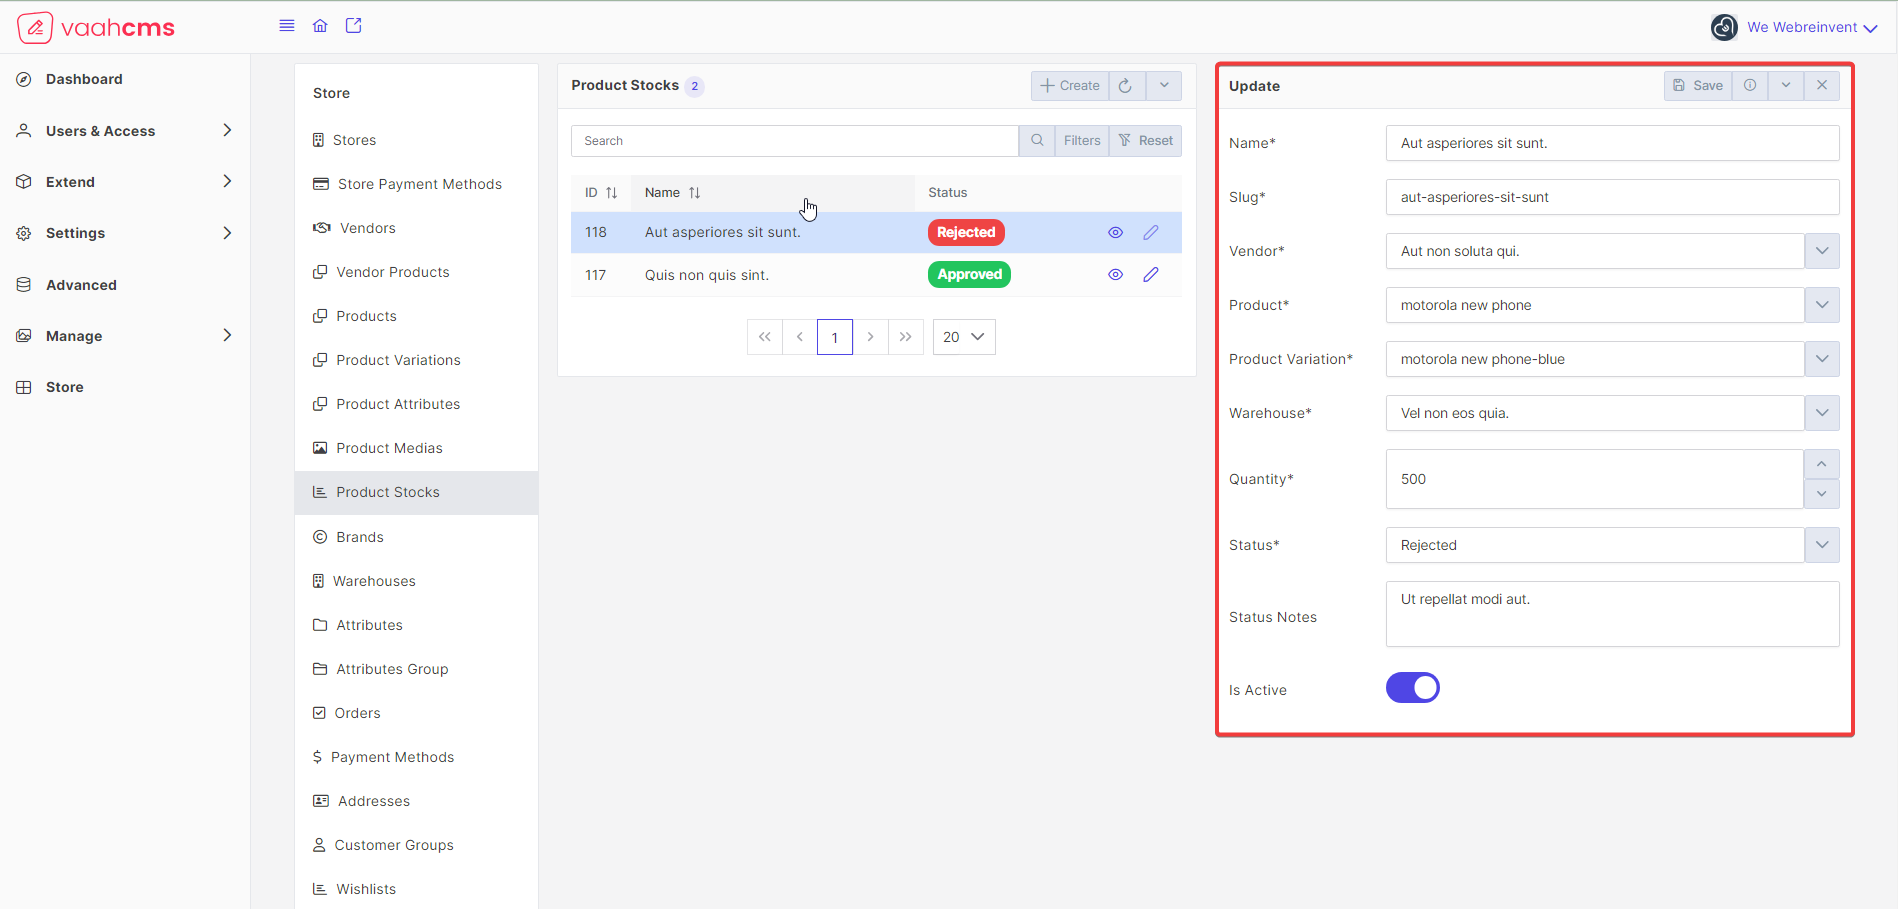 vaahcms
We Webreinvent
Dashboard
Users & Access
Extend
Settings
Advanced
Manage
Store
Store
Stores
Store Payment Methods
Vendors
Vendor Products
Products
Product Variations
Product Attributes
Product Medias
Product Stocks
Brands
Warehouses
Attributes
Attributes Group
Orders
Payment Methods
Addresses
Customer Groups
Wishlists
Product Stocks 2
Create
Search
Filters
Reset
ID Name Status
118 Aut asperiores sit sunt. Rejected
117 Quis non quis sint. Approved
1 20
Update
Save
Name* Aut asperiores sit sunt.
Slug* aut-asperiores-sit-sunt
Vendor* Aut non soluta qui.
Product* motorola new phone
Product Variation* motorola new phone-blue
Warehouse* Vel non eos quia.
Quantity* 500
Status* Rejected
Status Notes Ut repellat modi aut.
Is Active